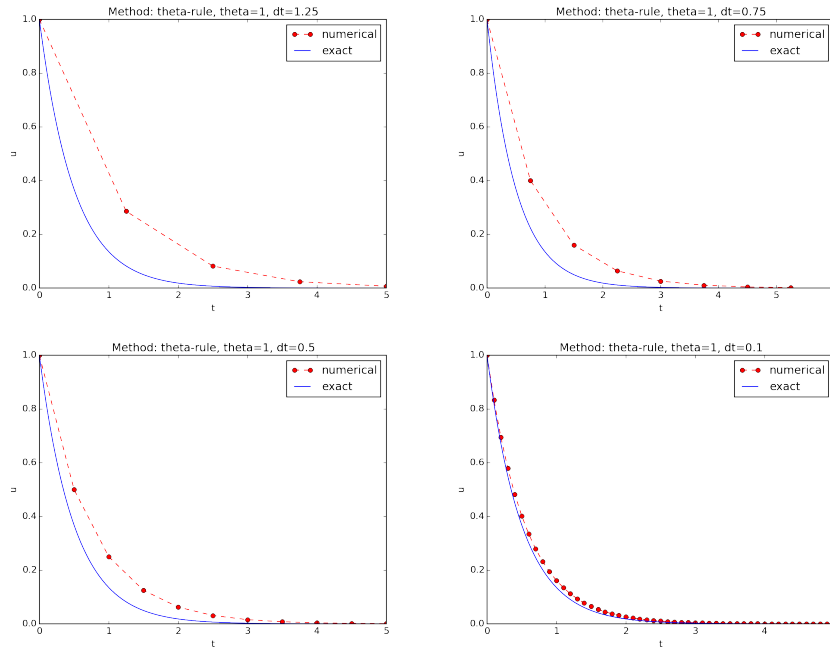 Method: theta-rule, theta=1, dt=1.25
1.0
0.8
0.6
0.4
0.2
0.0
u
numerical
exact
0 1 2 3 4 5
t
Method: theta-rule, theta=1, dt=0.75
1.0
0.8
0.6
0.4
0.2
0.0
u
numerical
exact
0 1 2 3 4 5
t
Method: theta-rule, theta=1, dt=0.5
1.0
0.8
0.6
0.4
0.2
0.0
u
numerical
exact
0 1 2 3 4 5
t
Method: theta-rule, theta=1, dt=0.1
1.0
0.8
0.6
0.4
0.2
0.0
u
numerical
exact
0 1 2 3 4
t